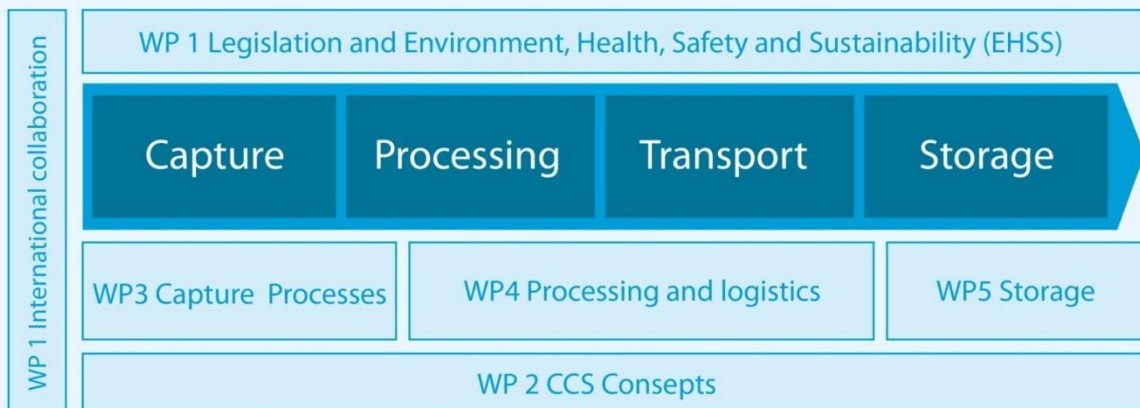 WP 1 International collaboration
WP 1 Legislation and Environment, Health, Safety and Sustainability (EHSS)
Capture
Processing
Transport
Storage
WP3 Capture Processes
WP4 Processing and logistics
WP5 Storage
WP 2 CCS Consepts